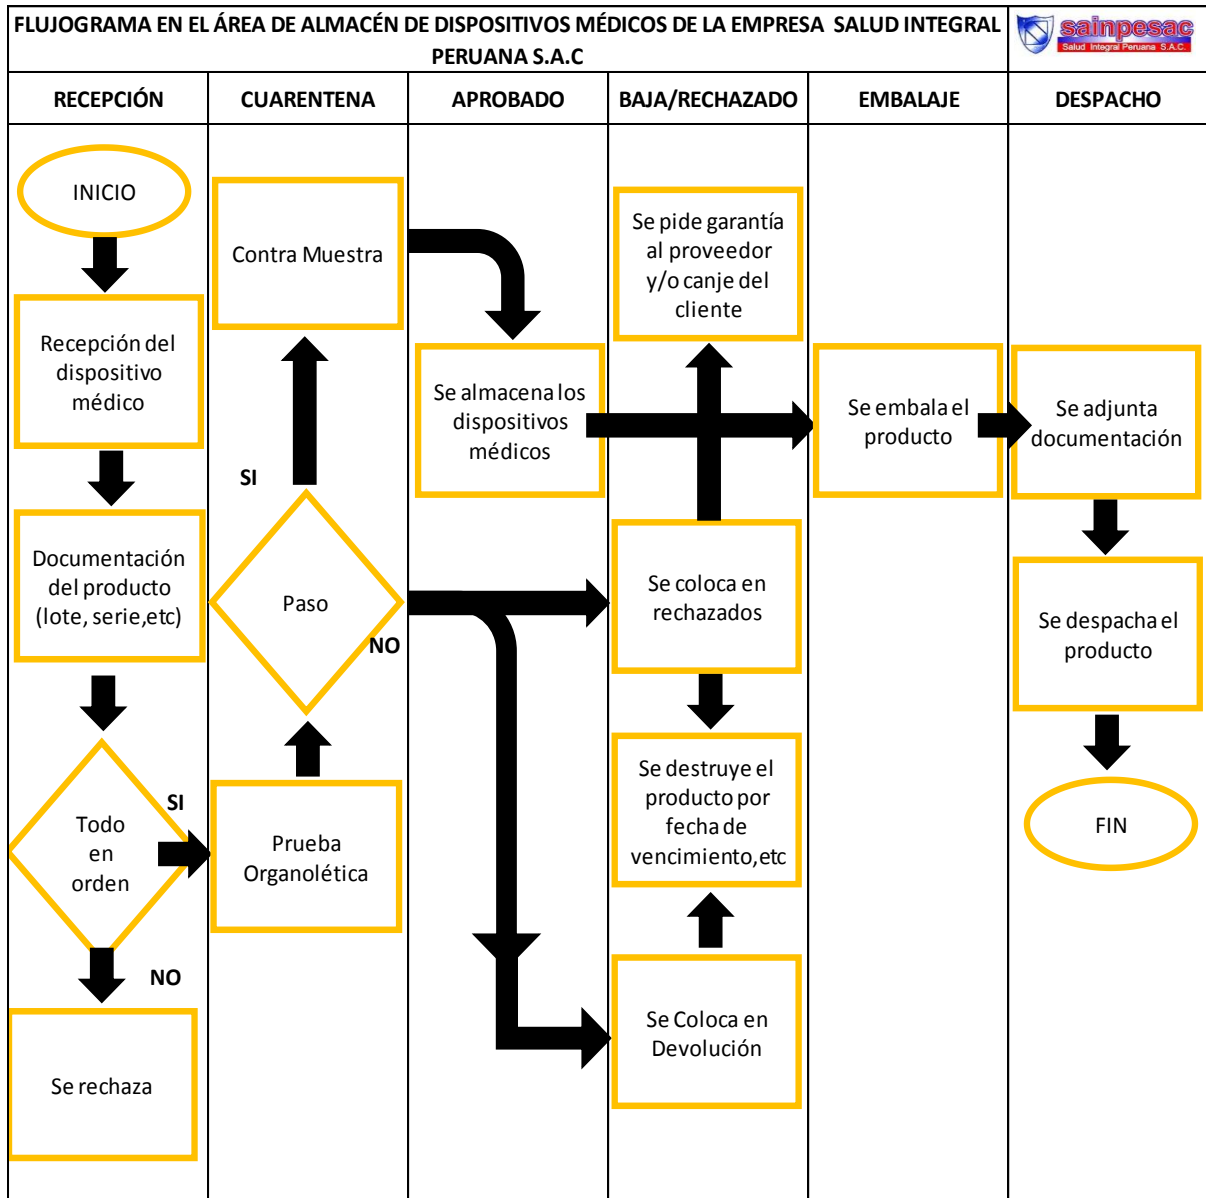 FLUJOGRAMA EN EL ÁREA DE ALMACÉN DE DISPOSITIVOS MÉDICOS DE LA EMPRESA SALUD INTEGRAL
PERUANA S.A.C
sainpesac
Salud Integral Peruana S.A.C.
RECEPCIÓN
CUARENTENA
APROBADO
BAJA/RECHAZADO
EMBALAJE
DESPACHO
INICIO
Recepción del
dispositivo
médico
Documentación
del producto
(lote, serie,etc)
Todo
en
orden
SI
NO
Se rechaza
Contra Muestra
SI
Paso
NO
Prueba
Organolética
Se almacena los
dispositivos
médicos
Se pide garantía
al proveedor
y/o canje del
cliente
Se coloca en
rechazados
Se destruye el
producto por
fecha de
vencimiento,etc
Se Coloca en
Devolución
Se embala el
producto
Se adjunta
documentación
Se despacha el
producto
FIN